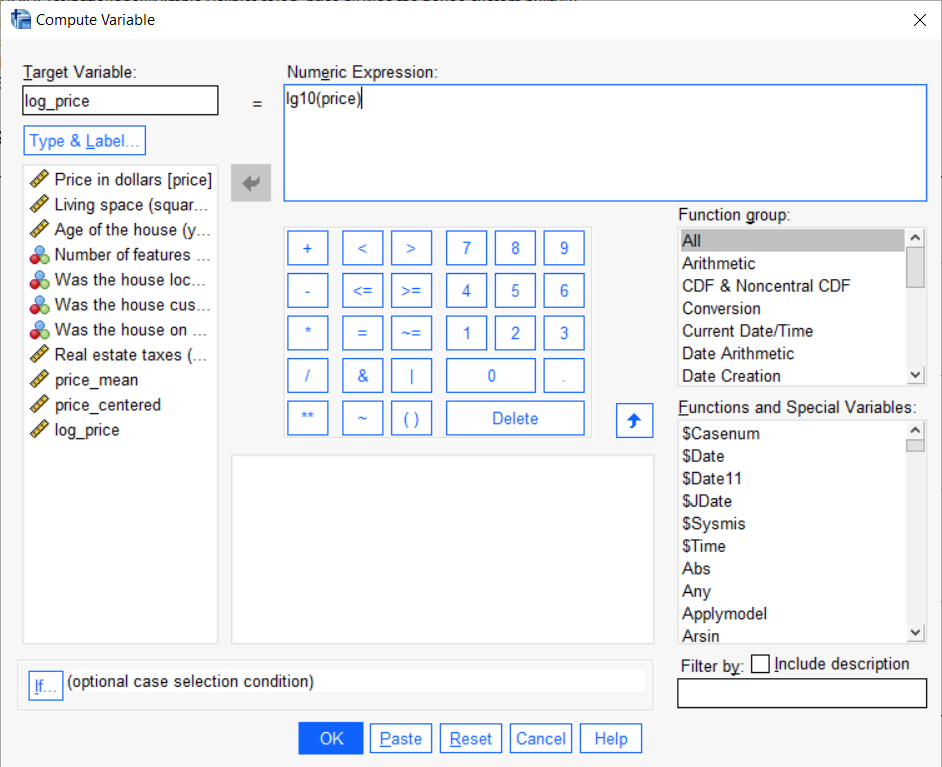 Compute Variable
Target Variable:
log_price
=
Numeric Expression:
lg10(price)
Type & Label...
Price in dollars [price]
Living space (squar...
Age of the house (y...
Number of features ...
Was the house loc...
Was the house cus...
Was the house on ...
Real estate taxes (...
price_mean
price_centered
log_price
+ < > 7 8 9
- <= >= 4 5 6
* = ~= 1 2 3
/ & | 0 .
** ~ ( ) Delete
Function group:
All
Arithmetic
CDF & Noncentral CDF
Conversion
Current Date/Time
Date Arithmetic
Date Creation
Functions and Special Variables:
$Casenum
$Date
$Date11
$JDate
$Sysmis
$Time
Abs
Any
Applymodel
Arsin
If... (optional case selection condition)
Filter by: Include description
OK Paste Reset Cancel Help